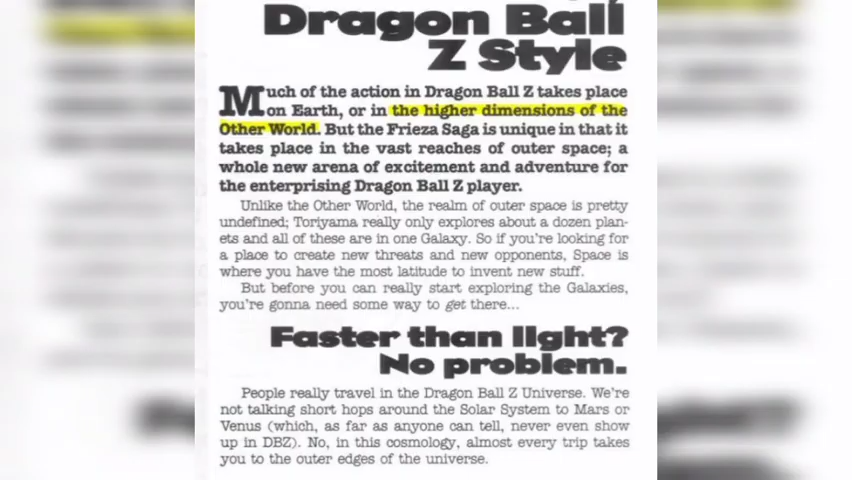 Dragon Ball
Z Style
Much of the action in Dragon Ball Z takes place
on Earth, or in the higher dimensions of the
Other World. But the Frieza Saga is unique in that it
takes place in the vast reaches of outer space; a
whole new arena of excitement and adventure for
the enterprising Dragon Ball Z player.
Unlike the Other World, the realm of outer space is pretty
undefined; Toriyama really only explores about a dozen plan-
ets and all of these are in one Galaxy. So if you're looking for
a place to create new threats and new opponents, Space is
where you have the most latitude to invent new stuff.
But before you can really start exploring the Galaxies,
you're gonna need some way to get there...
Faster than light?
No problem.
People really travel in the Dragon Ball Z Universe. We're
not talking short hops around the Solar System to Mars or
Venus (which, as far as anyone can tell, never even show
up in DBZ). No, in this cosmology, almost every trip takes
you to the outer edges of the universe.